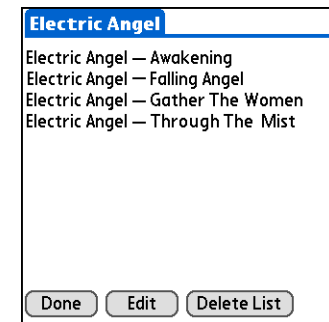 Electric Angel
Electric Angel — Awakening
Electric Angel — Falling Angel
Electric Angel — Gather The Women
Electric Angel — Through The Mist
Done Edit Delete List